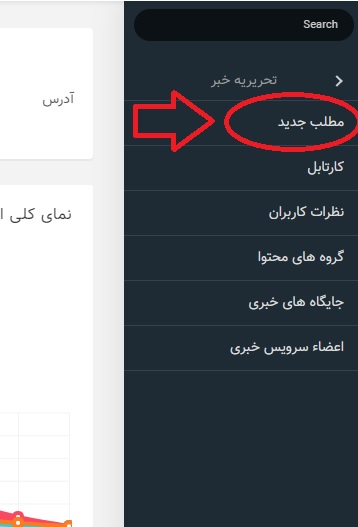 Search
تحریریه خبر
مطلب جدید
کارتابل
نظرات کاربران
گروه های محتوا
جایگاه های خبری
اعضاء سرویس خبری
آدرس
نمای کلی ا